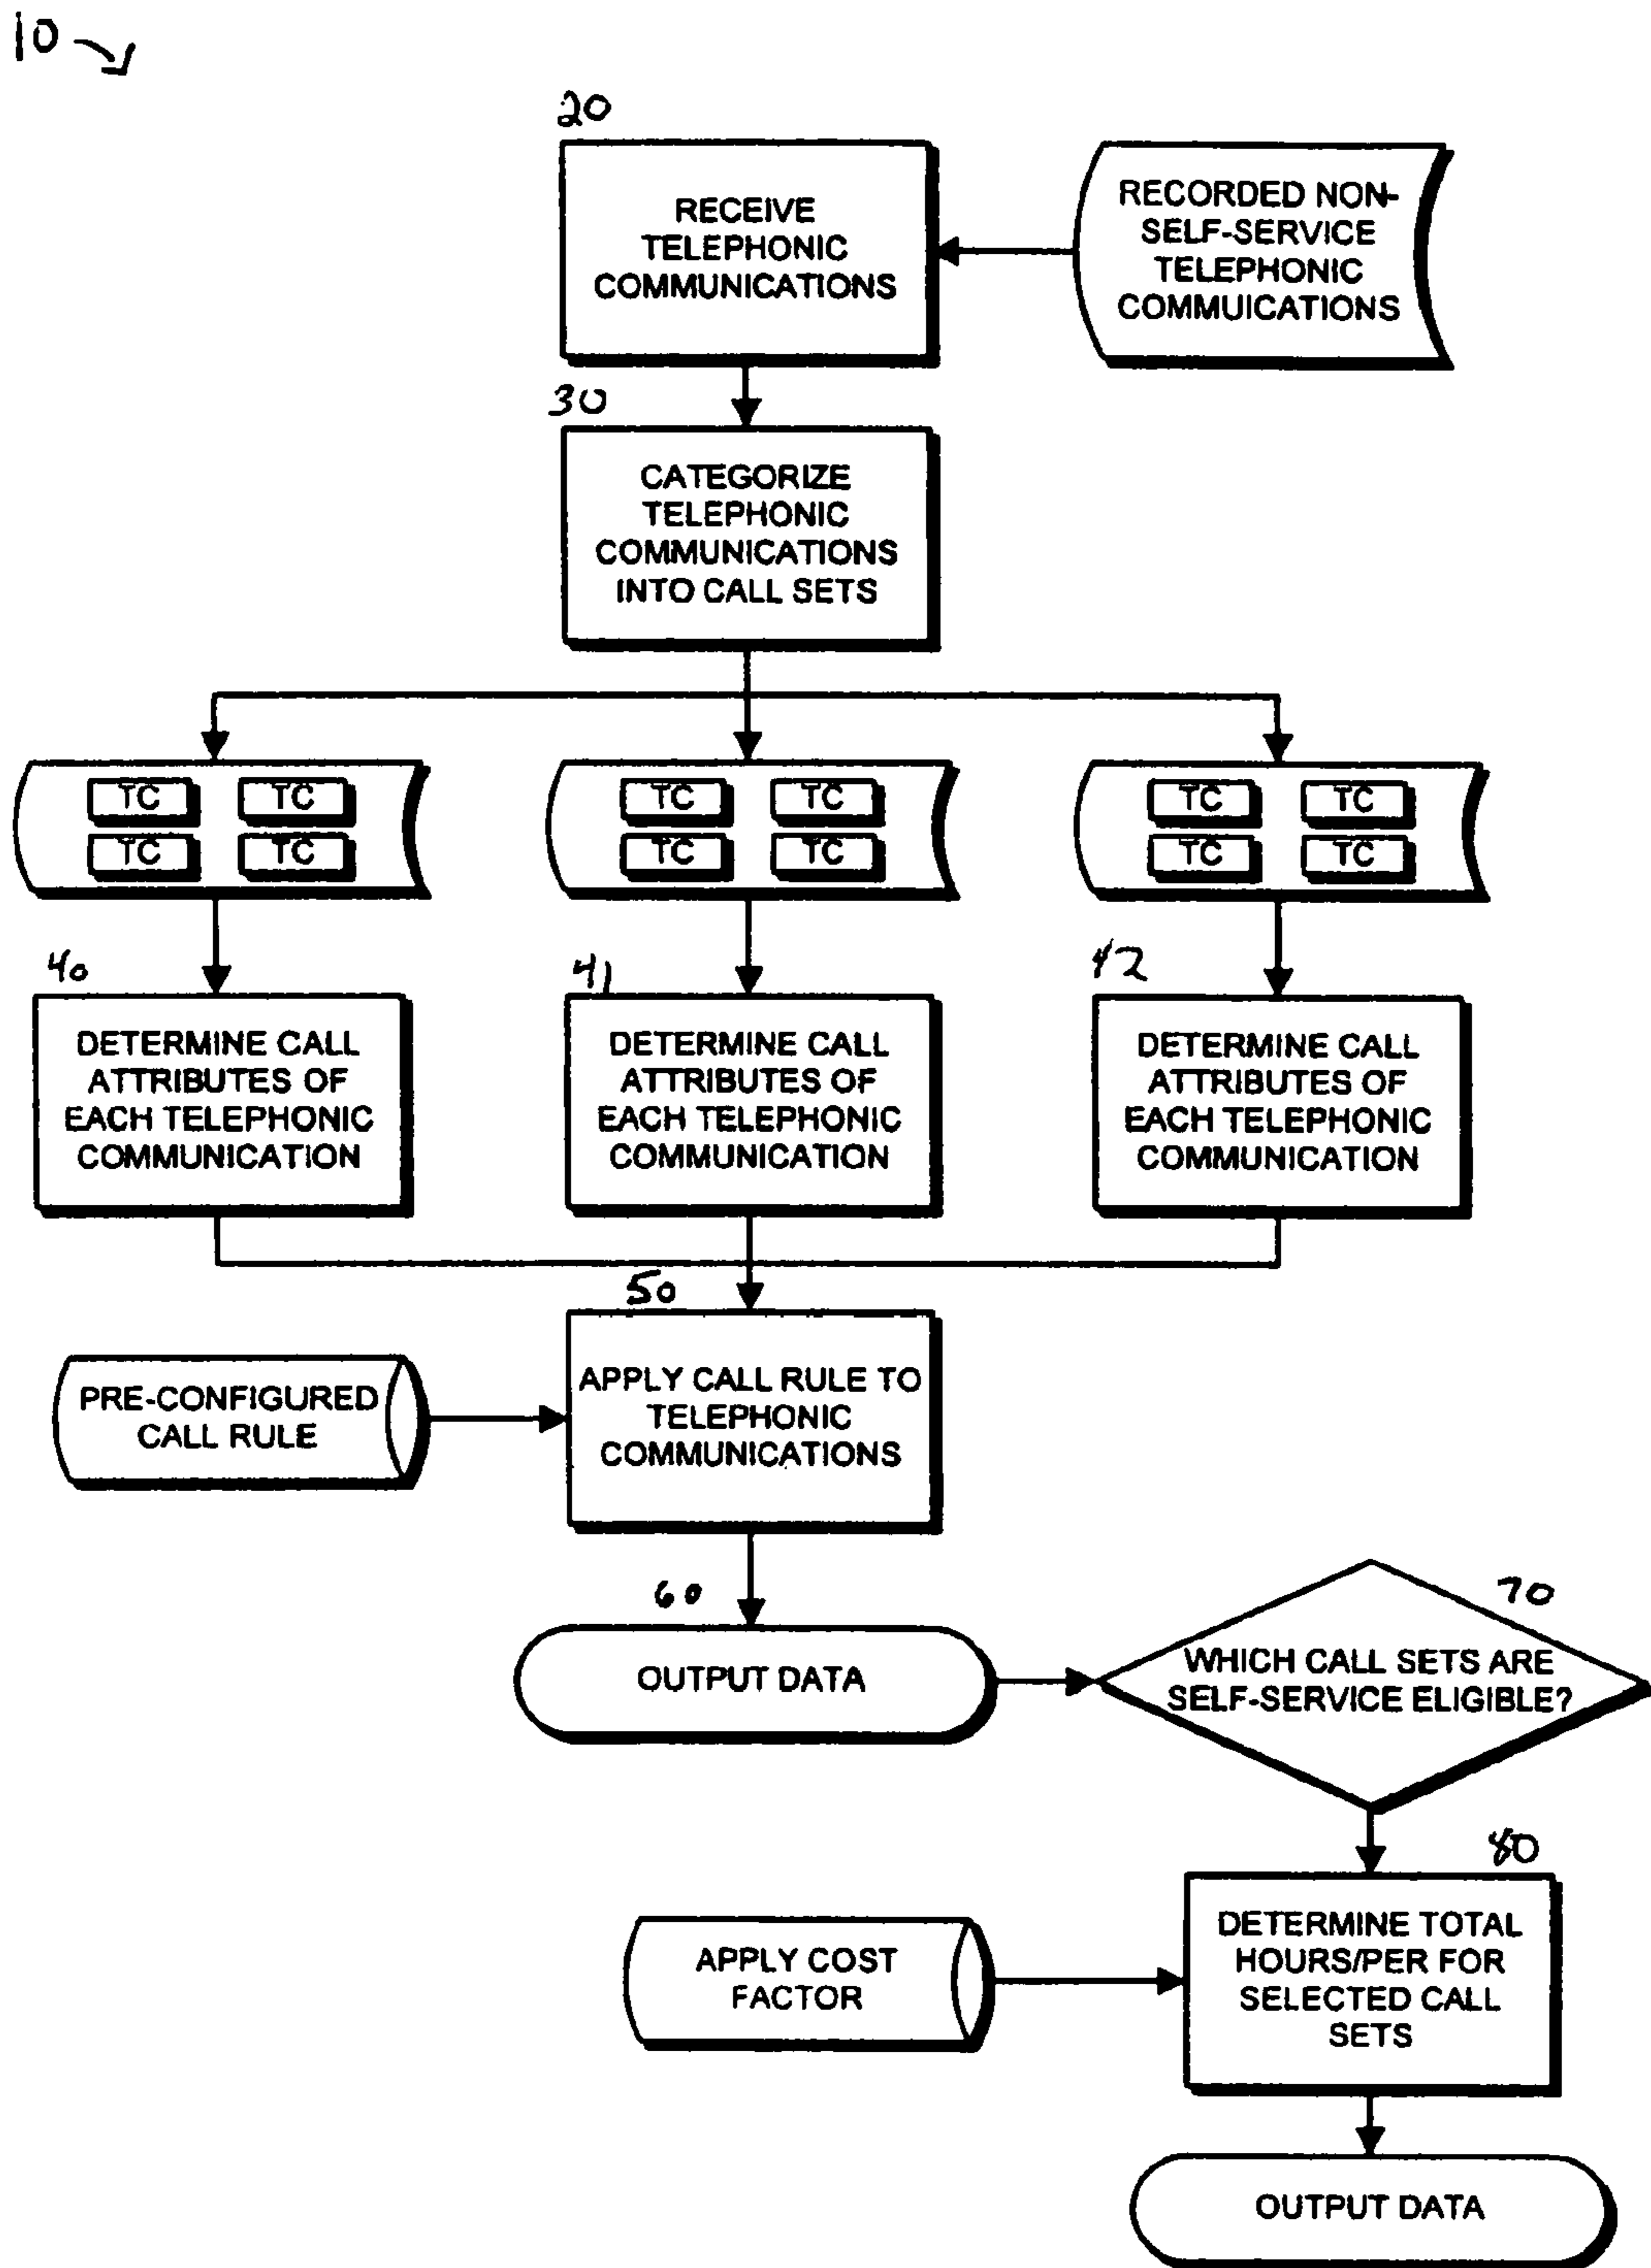 10
20
RECEIVE
TELEPHONIC
COMMUNICATIONS
RECORDED NON-
SELF-SERVICE
TELEPHONIC
COMMUICATIONS
30
CATEGORIZE
TELEPHONIC
COMMUNICATIONS
INTO CALL SETS
TC TC
TC TC
TC TC
TC TC
TC TC
TC TC
40
DETERMINE CALL
ATTRIBUTES OF
EACH TELEPHONIC
COMMUNICATION
41
DETERMINE CALL
ATTRIBUTES OF
EACH TELEPHONIC
COMMUNICATION
42
DETERMINE CALL
ATTRIBUTES OF
EACH TELEPHONIC
COMMUNICATION
50
PRE-CONFIGURED
CALL RULE
APPLY CALL RULE TO
TELEPHONIC
COMMUNICATIONS
60
OUTPUT DATA
70
WHICH CALL SETS ARE
SELF-SERVICE ELIGIBLE?
80
APPLY COST
FACTOR
DETERMINE TOTAL
HOURS/PER FOR
SELECTED CALL
SETS
OUTPUT DATA